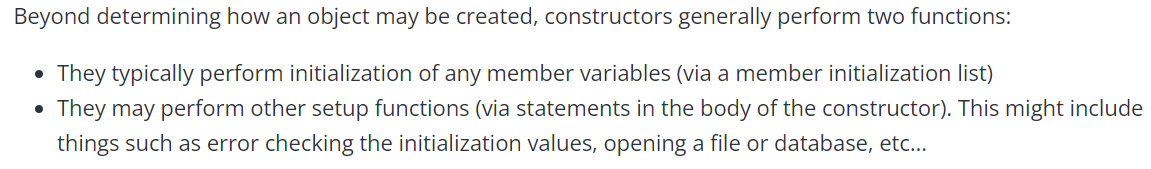 Beyond determining how an object may be created, constructors generally perform two functions:
• They typically perform initialization of any member variables (via a member initialization list)
• They may perform other setup functions (via statements in the body of the constructor). This might include
things such as error checking the initialization values, opening a file or database, etc...